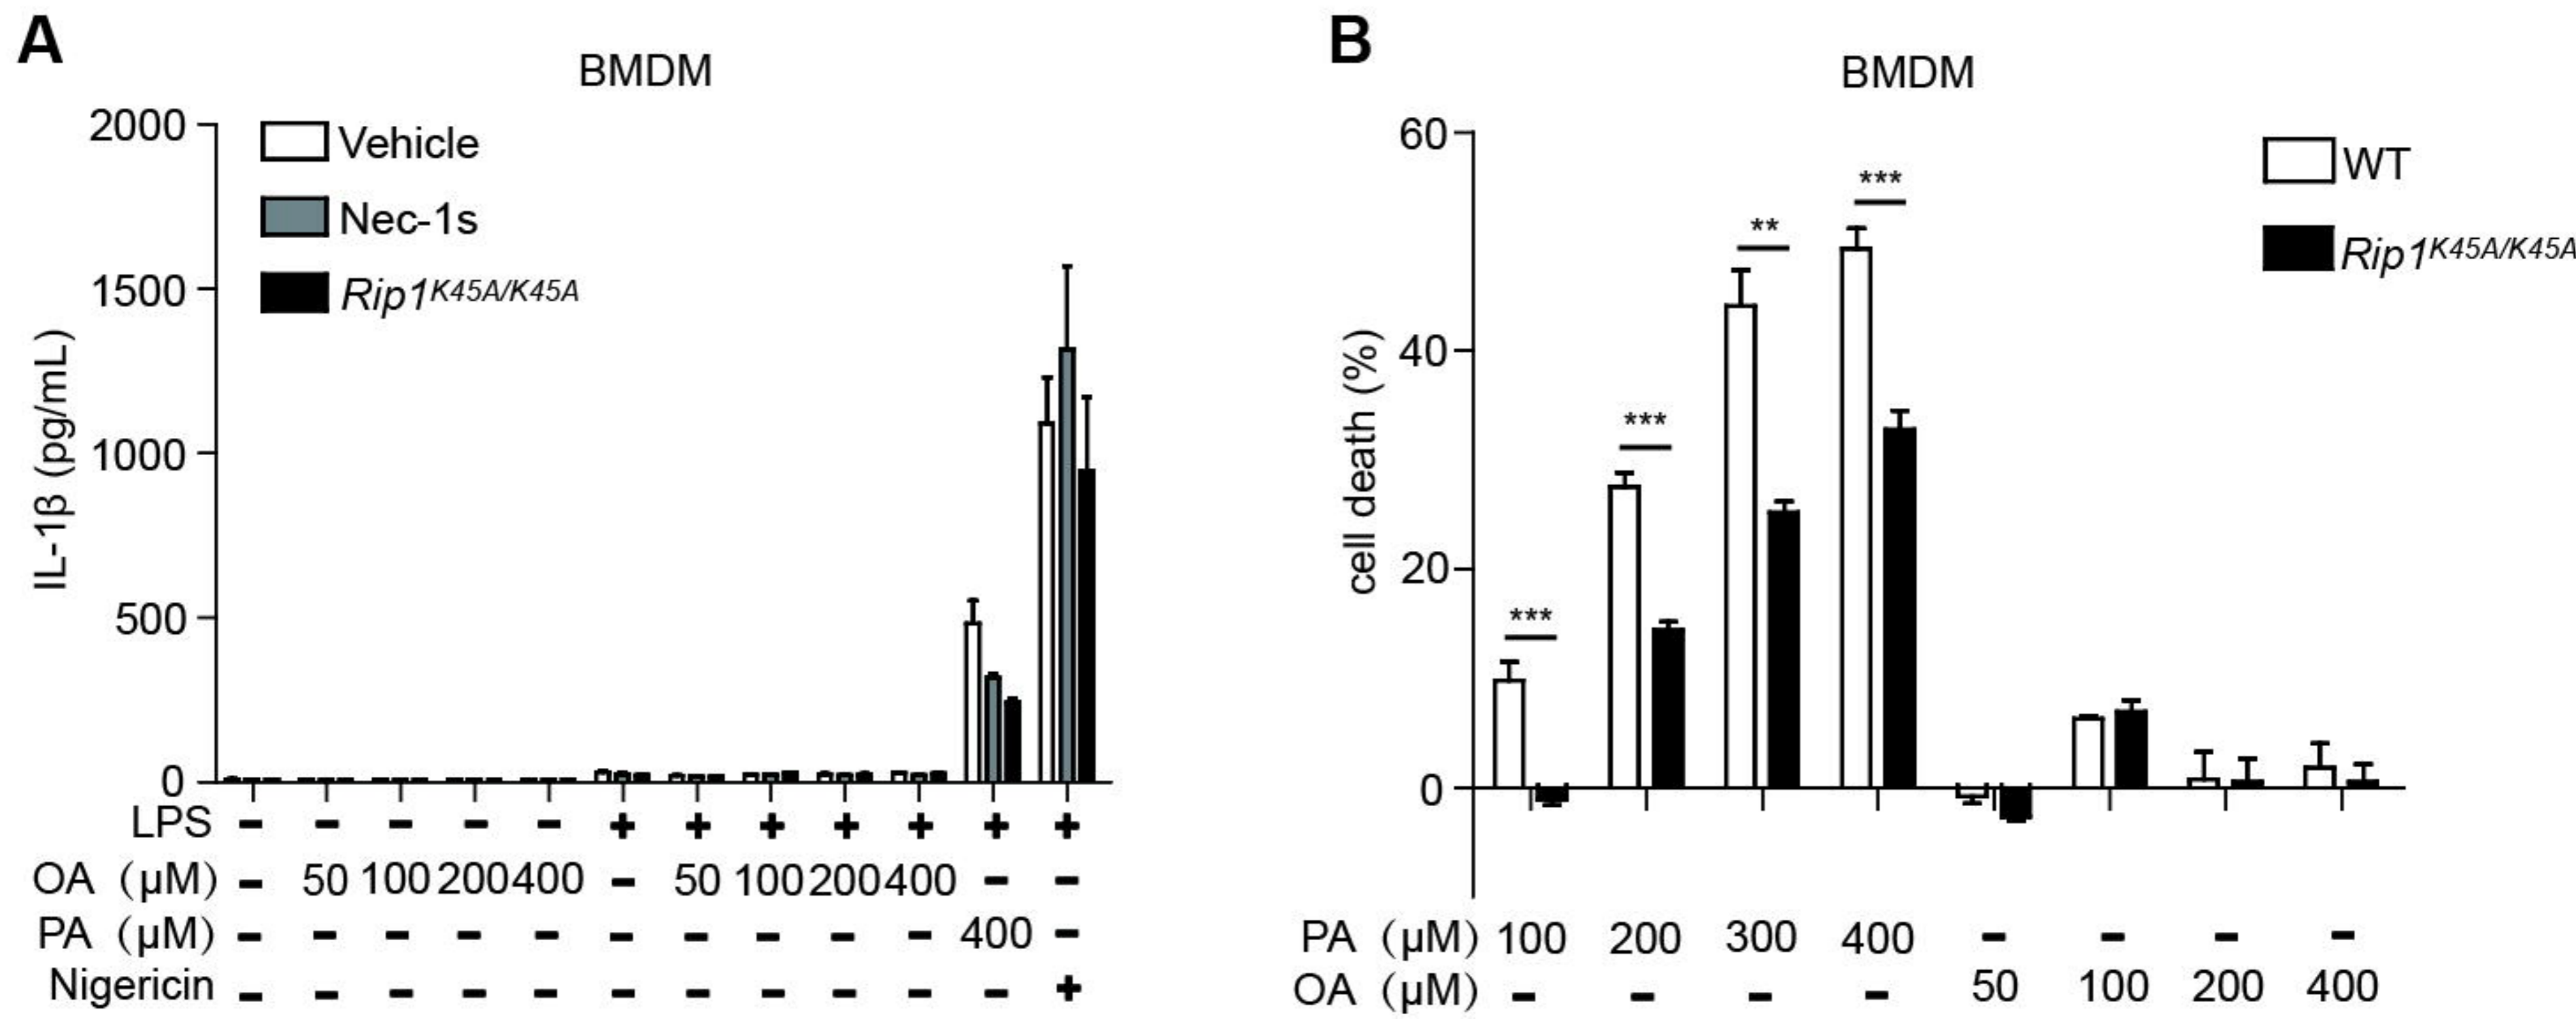 A
BMDM
2000
1500
1000
500
0
IL-1β (pg/mL)
Vehicle
Nec-1s
Rip1K45A/K45A
LPS - - - - - + + + + + + +
OA (μM) - 50 100 200 400 - 50 100 200 400 - -
PA (μM) - - - - - - - - - - 400 -
Nigericin - - - - - - - - - - - +
B
BMDM
60
40
20
0
cell death (%)
WT
Rip1K45A/K45A
***
***
**
***
PA (μM) 100 200 300 400 - - - -
OA (μM) - - - - 50 100 200 400